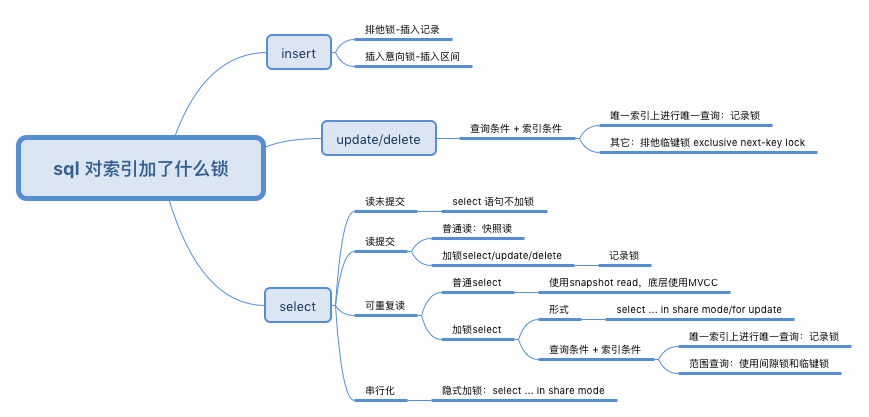 排他锁-插入记录
insert
插入意向锁-插入区间
唯一索引上进行唯一查询：记录锁
查询条件 + 索引条件
update/delete
其它：排他临键锁 exclusive next-key lock
sql 对索引加了什么锁
读未提交
select 语句不加锁
普通读：快照读
读提交
加锁select/update/delete
记录锁
普通select
使用snapshot read，底层使用MVCC
select
可重复读
形式
select ... in share mode/for update
加锁select
唯一索引上进行唯一查询：记录锁
查询条件 + 索引条件
范围查询：使用间隙锁和临键锁
串行化
隐式加锁：select ... in share mode